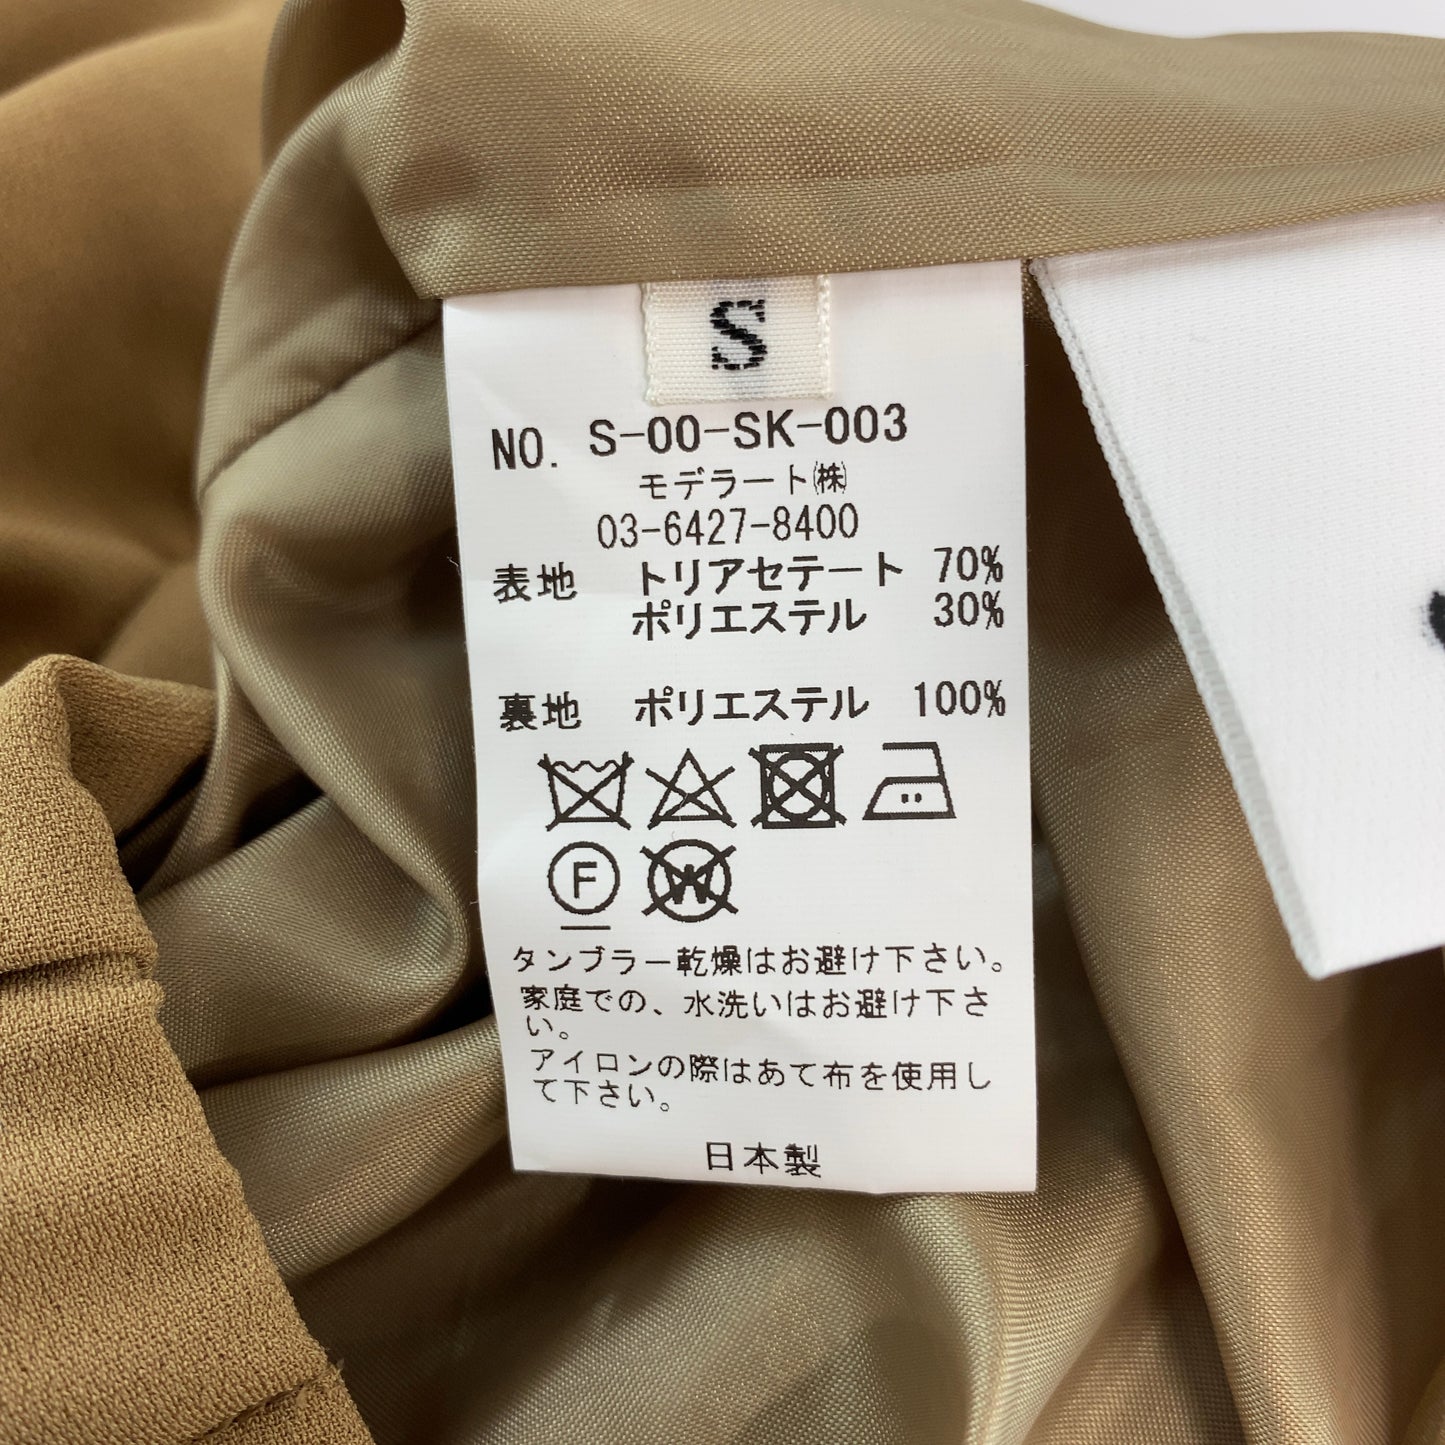 S
NO. S-00-SK-003
モデラート㈱
03-6427-8400
表地 トリアセテート 70%
ポリエステル 30%
裏地 ポリエステル 100%
F W
タンブラー乾燥はお避け下さい。
家庭での、水洗いはお避け下さ
い。
アイロンの際はあて布を使用し
て下さい。
日本製